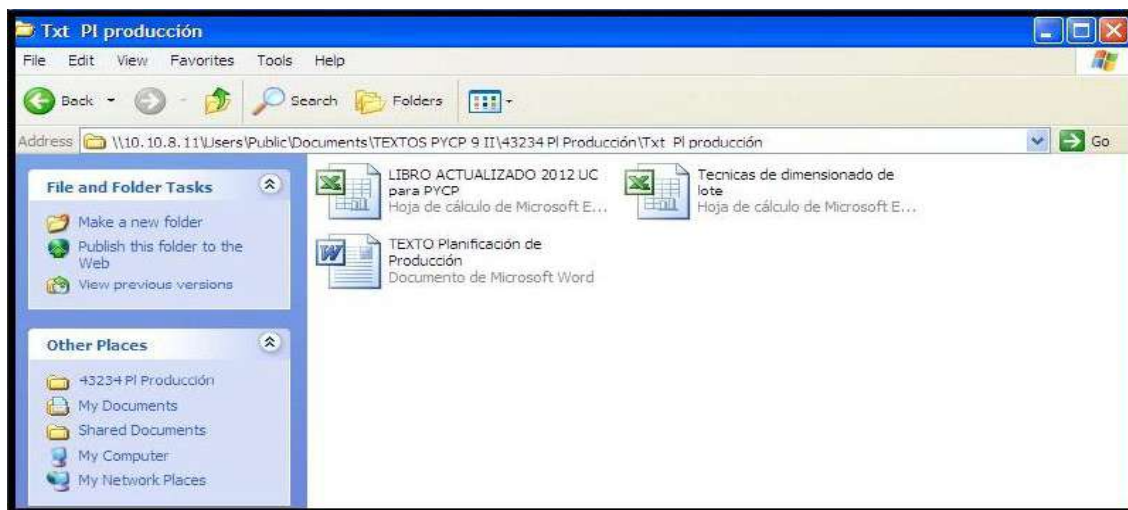 Txt Pl producción
File Edit View Favorites Tools Help
Back Search Folders
Address \\10.10.8.11\Users\Public\Documents\TEXTOS PYCP 9 II\43234 Pl Producción\Txt Pl producción Go
File and Folder Tasks
Make a new folder
Publish this folder to the
Web
View previous versions
Other Places
43234 Pl Producción
My Documents
Shared Documents
My Computer
My Network Places
LIBRO ACTUALIZADO 2012 UC
para PYCP
Hoja de cálculo de Microsoft E...
Tecnicas de dimensionado de
lote
Hoja de cálculo de Microsoft E...
TEXTO Planificación de
Producción
Documento de Microsoft Word